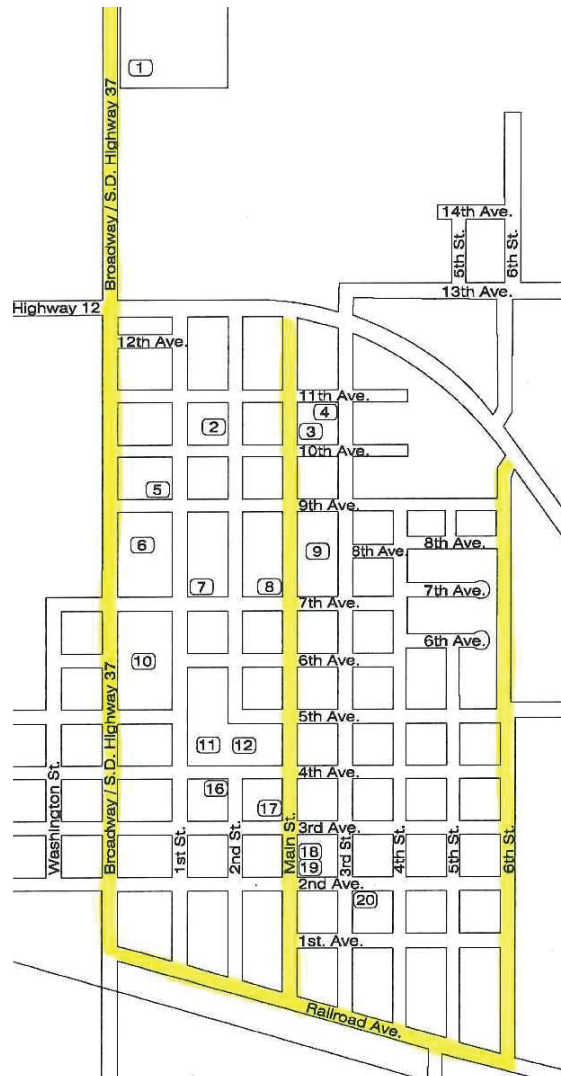 1
Broadway / S.D. Highway 37
14th Ave.
5th St.
6th St.
13th Ave.
Highway 12
12th Ave.
11th Ave.
4
2
3
10th Ave.
5
9th Ave.
6
9
8th Ave.
8th Ave.
7
8
7th Ave.
7th Ave.
6th Ave.
10
6th Ave.
5th Ave.
11
12
4th Ave.
16
17
3rd Ave.
Washington St.
Broadway / S.D. Highway 37
1st St.
2nd St.
Main St.
18
19
3rd St.
4th St.
5th St.
6th St.
2nd Ave.
20
1st. Ave.
Railroad Ave.